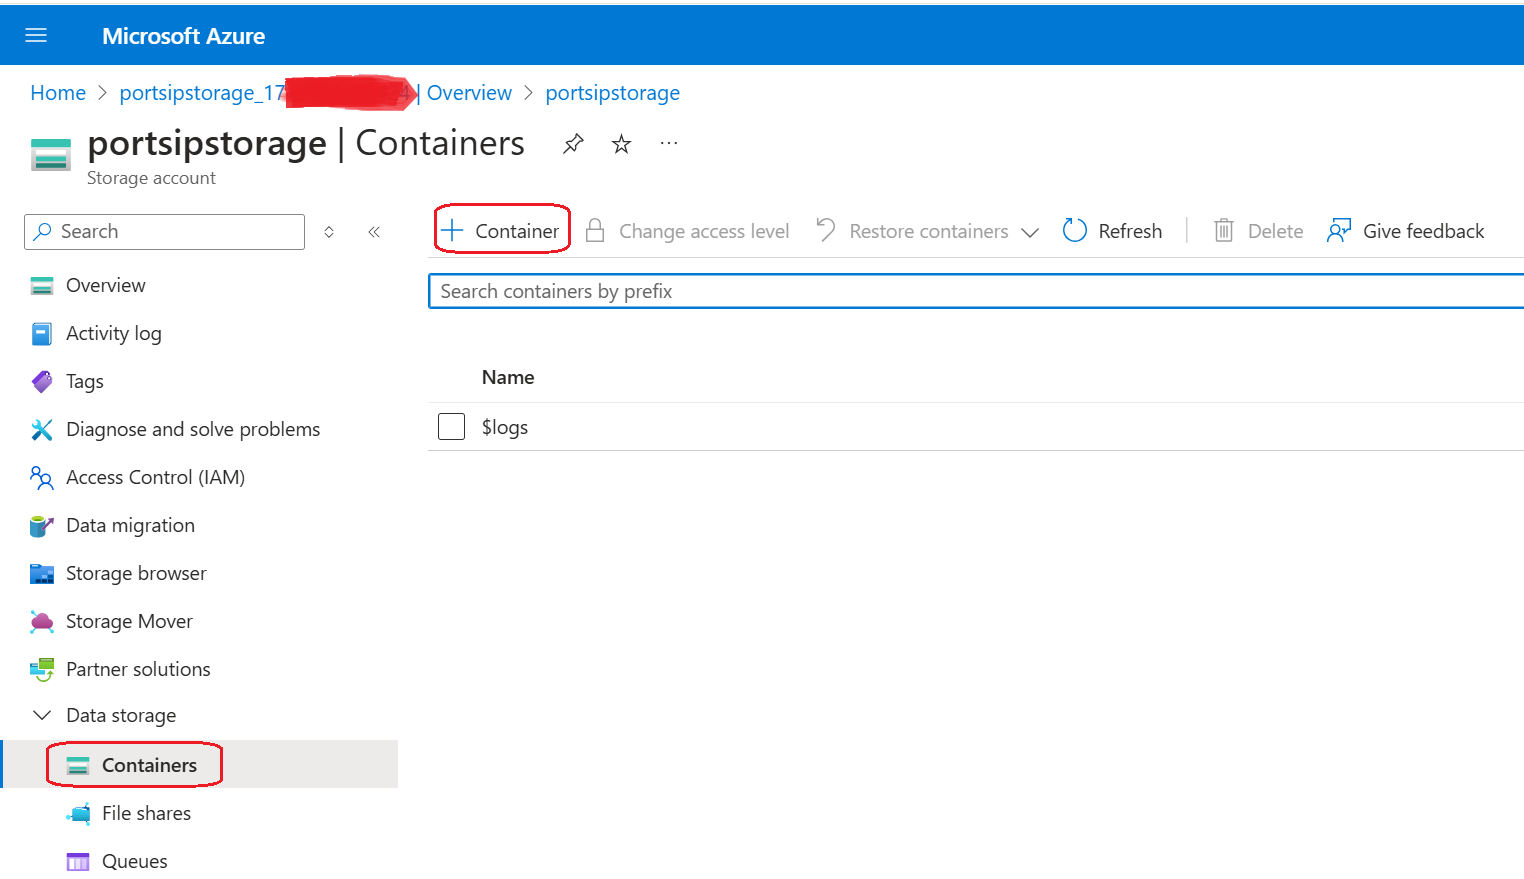 Microsoft Azure
Home > portsipstorage_17 4 | Overview > portsipstorage
portsipstorage | Containers
Storage account
Search
Container
Change access level
Restore containers
Refresh
Delete
Give feedback
Search containers by prefix
Overview
Activity log
Tags
Diagnose and solve problems
Access Control (IAM)
Data migration
Storage browser
Storage Mover
Partner solutions
Data storage
Containers
File shares
Queues
Name
$logs